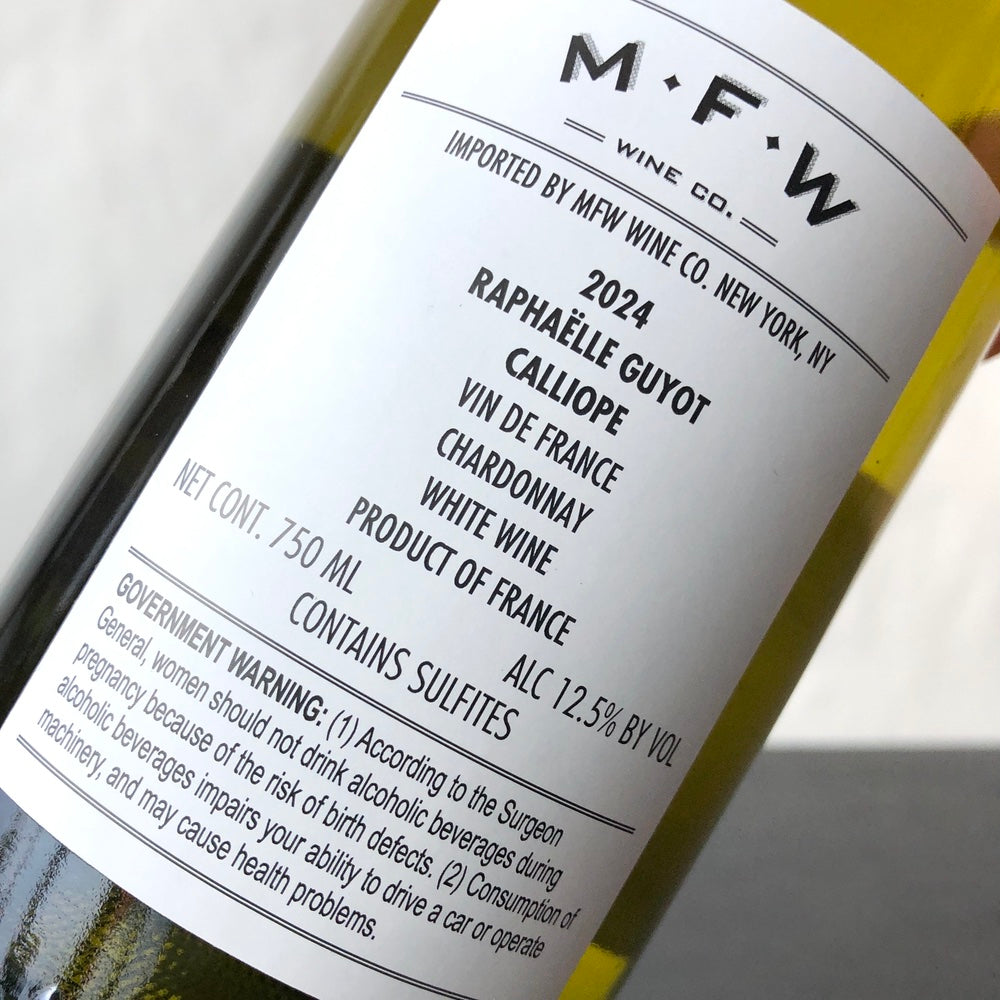 M·F·W
WINE CO.
IMPORTED BY MFW WINE CO. NEW YORK, NY
2024
RAPHAËLLE GUYOT
CALLIOPE
VIN DE FRANCE
CHARDONNAY
WHITE WINE
PRODUCT OF FRANCE
NET CONT. 750 ML ALC 12.5% BY VOL
CONTAINS SULFITES
GOVERNMENT WARNING: (1) According to the Surgeon
General, women should not drink alcoholic beverages during
pregnancy because of the risk of birth defects. (2) Consumption of
alcoholic beverages impairs your ability to drive a car or operate
machinery, and may cause health problems.